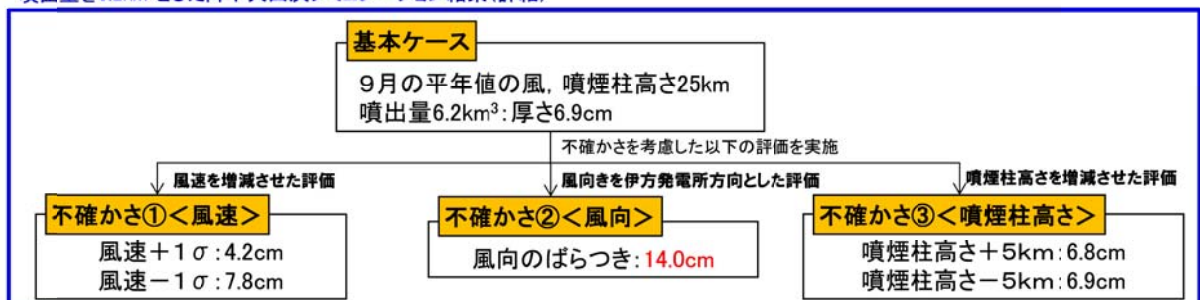 基本ケース
9月の平年値の風,噴煙柱高さ25km
噴出量6.2km³:厚さ6.9cm
不確かさを考慮した以下の評価を実施
風速を増減させた評価
風向きを伊方発電所方向とした評価
噴煙柱高さを増減させた評価
不確かさ①<風速>
風速+1σ:4.2cm
風速-1σ:7.8cm
不確かさ②<風向>
風向のばらつき:14.0cm
不確かさ③<噴煙柱高さ>
噴煙柱高さ+5km:6.8cm
噴煙柱高さ-5km:6.9cm